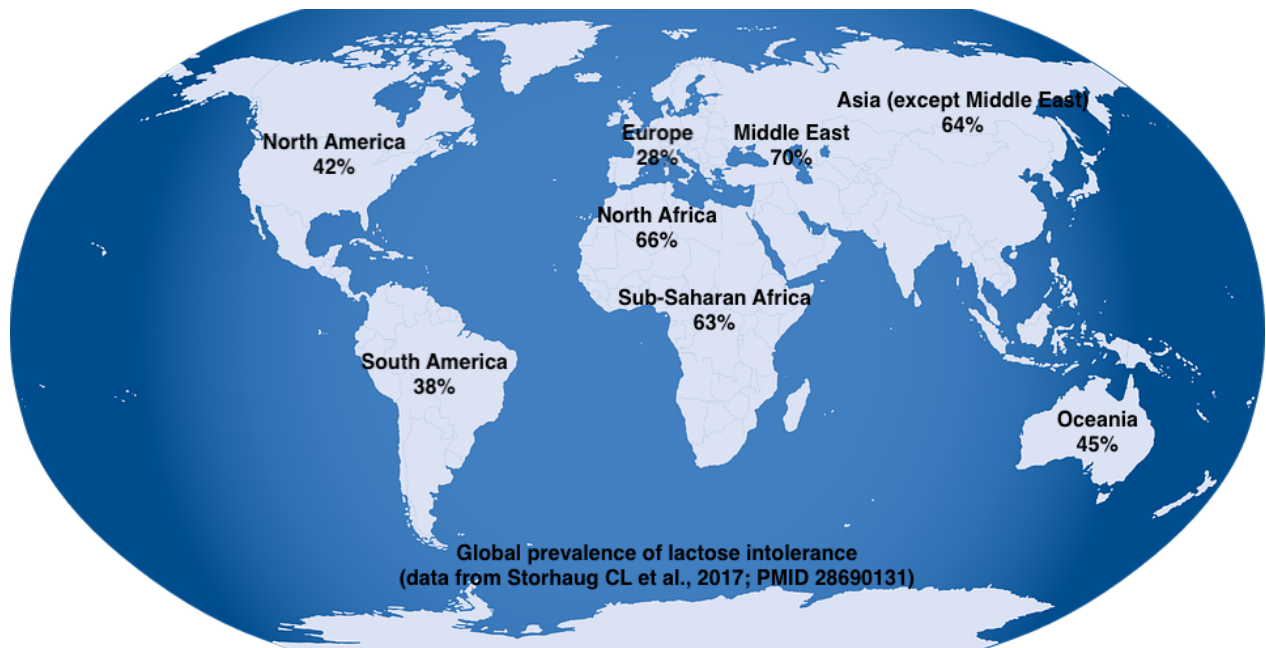 Asia (except Middle East)
64%
North America
42%
Europe
28%
Middle East
70%
North Africa
66%
Sub-Saharan Africa
63%
South America
38%
Oceania
45%
Global prevalence of lactose intolerance
(data from Storhaug CL et al., 2017; PMID 28690131)